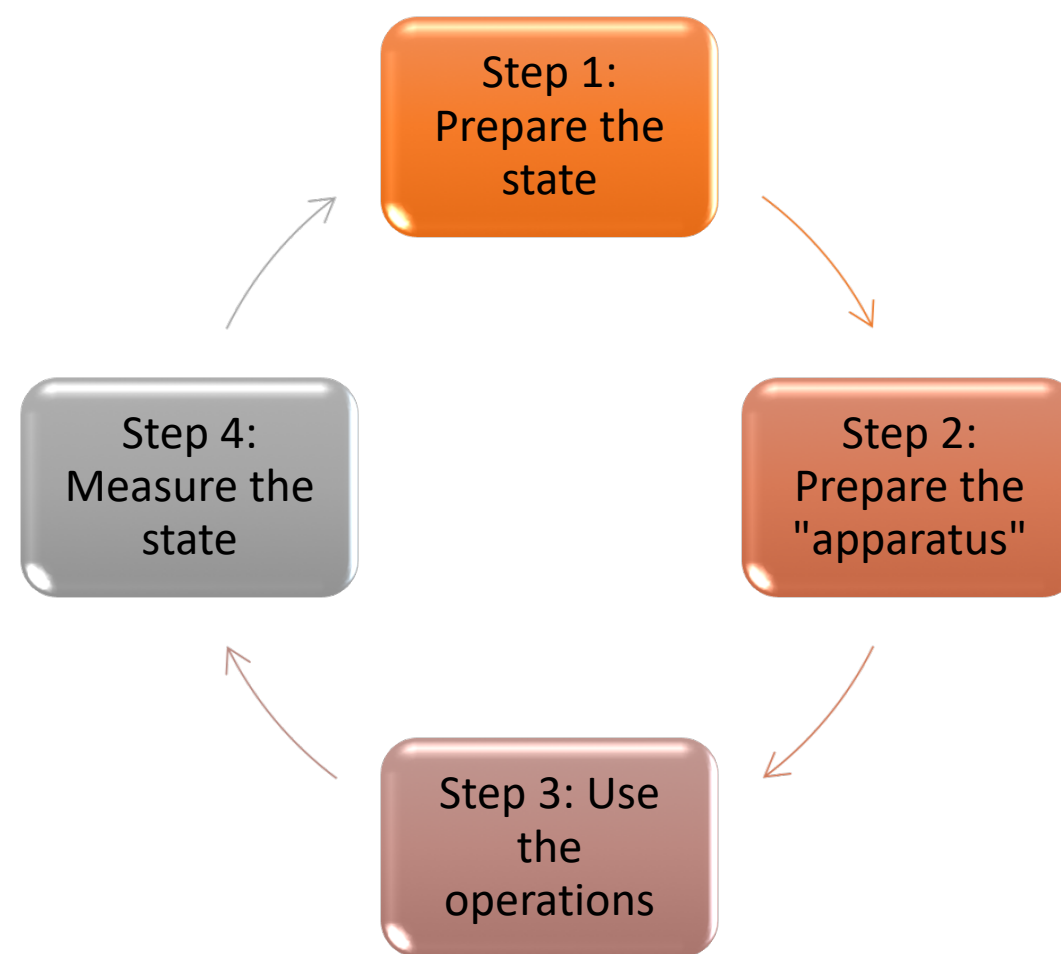 Step 1:
Prepare the
state
Step 2:
Prepare the
"apparatus"
Step 3: Use
the
operations
Step 4:
Measure the
state